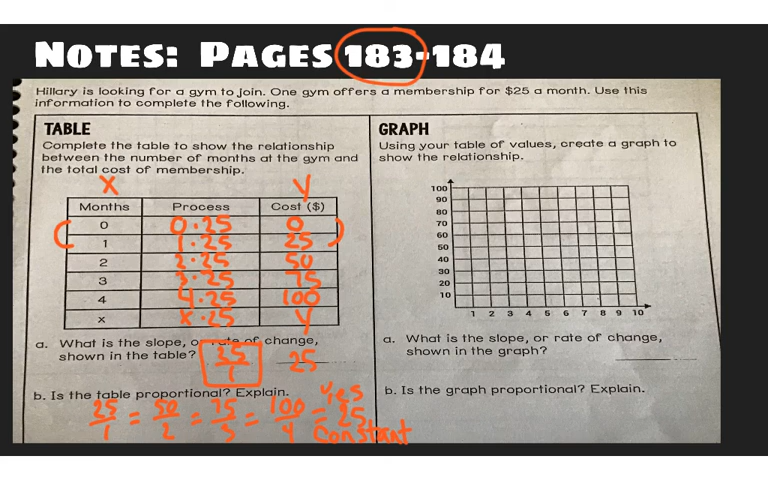 NOTES: PAGES 183-184
Hillary is looking for a gym to join. One gym offers a membership for $25 a month. Use this
information to complete the following.
TABLE
Complete the table to show the relationship
between the number of months at the gym and
the total cost of membership.
X Y
Months Process Cost ($)
0 0·25 0
1 1·25 25
2 2·25 50
3 3·25 75
4 4·25 100
x x·25 y
a. What is the slope, or rate of change,
shown in the table? 25/1 25
b. Is the table proportional? Explain. Yes
25/1 = 50/2 = 75/3 = 100/4 = 25
constant
GRAPH
Using your table of values, create a graph to
show the relationship.
100
90
80
70
60
50
40
30
20
10
1 2 3 4 5 6 7 8 9 10
a. What is the slope, or rate of change,
shown in the graph?
b. Is the graph proportional? Explain.